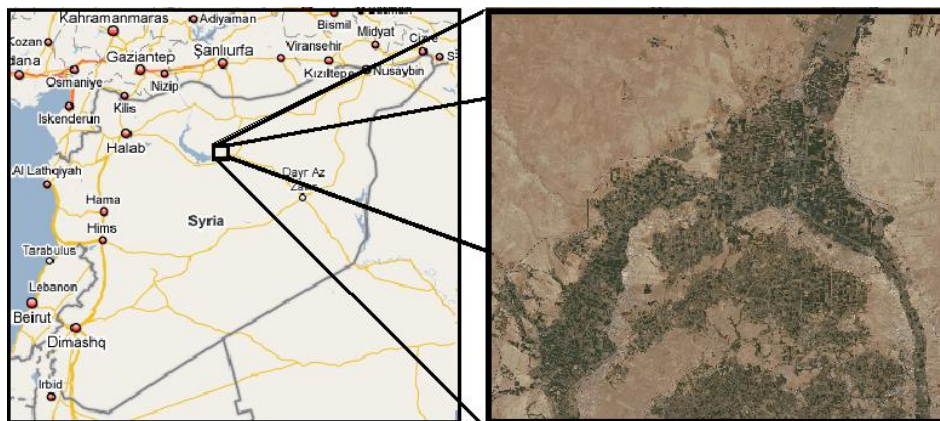 Kahramanmaras
Adiyaman
Bismil
Midyat
Kozan
Cizre
dana
Gaziantep
Şanlıurfa
Viransehir
Osmaniye
Nizip
Kızıltepe
Nusaybin
Kilis
Iskenderun
Halab
Al Lathqiyah
Dayr Az
Zawr
Hama
Syria
Hims
Tarabulus
Lebanon
Beirut
Dimashq
Irbid